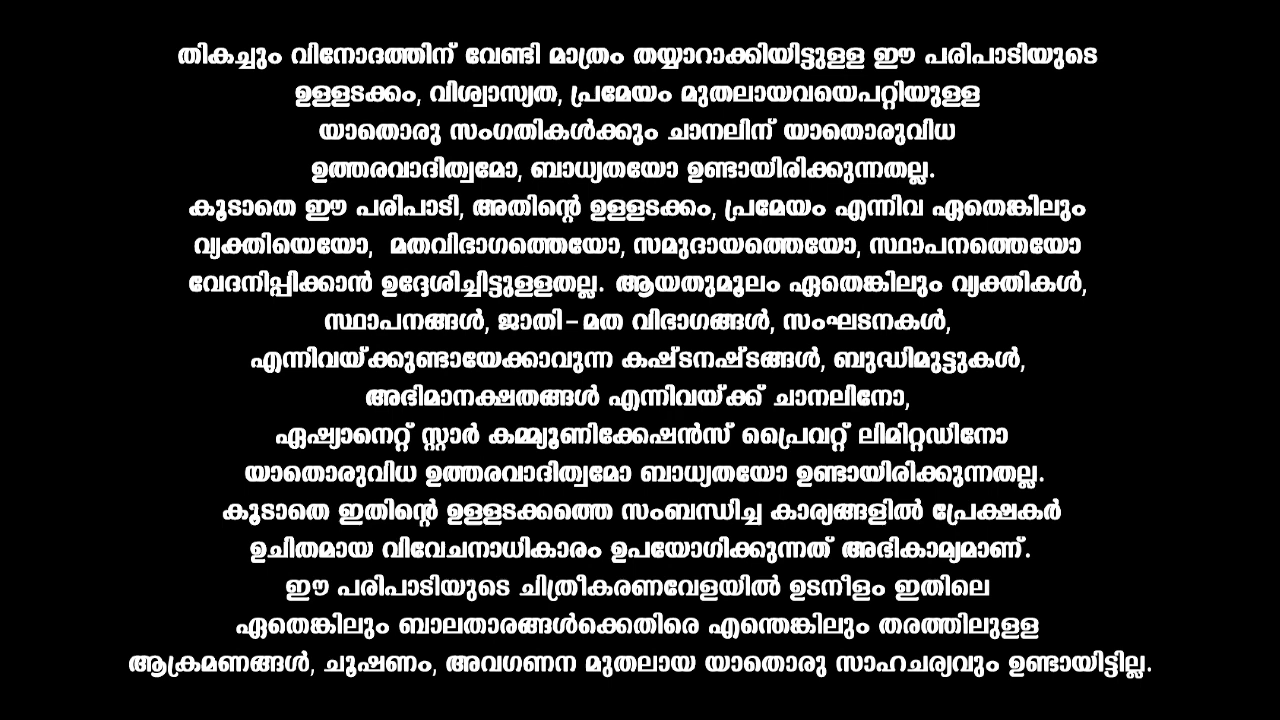 തികച്ചും വിനോദത്തിന് വേണ്ടി മാത്രം തയ്യാറാക്കിയിട്ടുളള ഈ പരിപാടിയുടെ
ഉള്ളടക്കം, വിശ്വാസ്യത, പ്രമേയം മുതലായവയെപറ്റിയുള്ള
യാതൊരു സംഗതികൾക്കും ചാനലിന് യാതൊരുവിധ
ഉത്തരവാദിത്വമോ, ബാധ്യതയോ ഉണ്ടായിരിക്കുന്നതല്ല.
കൂടാതെ ഈ പരിപാടി, അതിന്റെ ഉള്ളടക്കം, പ്രമേയം എന്നിവ ഏതെങ്കിലും
വ്യക്തിയെയോ, മതവിഭാഗത്തെയോ, സമുദായത്തെയോ, സ്ഥാപനത്തെയോ
വേദനിപ്പിക്കാൻ ഉദ്ദേശിച്ചിട്ടുളളതല്ല. ആയതുമൂലം ഏതെങ്കിലും വ്യക്തികൾ,
സ്ഥാപനങ്ങൾ, ജാതി–മത വിഭാഗങ്ങൾ, സംഘടനകൾ,
എന്നിവയ്ക്കുണ്ടായേക്കാവുന്ന കഷ്ടനഷ്ടങ്ങൾ, ബുദ്ധിമുട്ടുകൾ,
അഭിമാനക്ഷതങ്ങൾ എന്നിവയ്ക്ക് ചാനലിനോ,
ഏഷ്യാനെറ്റ് സ്റ്റാർ കമ്മ്യൂണിക്കേഷൻസ് പ്രൈവറ്റ് ലിമിറ്റഡിനോ
യാതൊരുവിധ ഉത്തരവാദിത്വമോ ബാധ്യതയോ ഉണ്ടായിരിക്കുന്നതല്ല.
കൂടാതെ ഇതിന്റെ ഉള്ളടക്കത്തെ സംബന്ധിച്ച കാര്യങ്ങളിൽ പ്രേക്ഷകർ
ഉചിതമായ വിവേചനാധികാരം ഉപയോഗിക്കുന്നത് അഭികാമ്യമാണ്.
ഈ പരിപാടിയുടെ ചിത്രീകരണവേളയിൽ ഉടനീളം ഇതിലെ
ഏതെങ്കിലും ബാലതാരങ്ങൾക്കെതിരെ എന്തെങ്കിലും തരത്തിലുള്ള
ആക്രമണങ്ങൾ, ചൂഷണം, അവഗണന മുതലായ യാതൊരു സാഹചര്യവും ഉണ്ടായിട്ടില്ല.